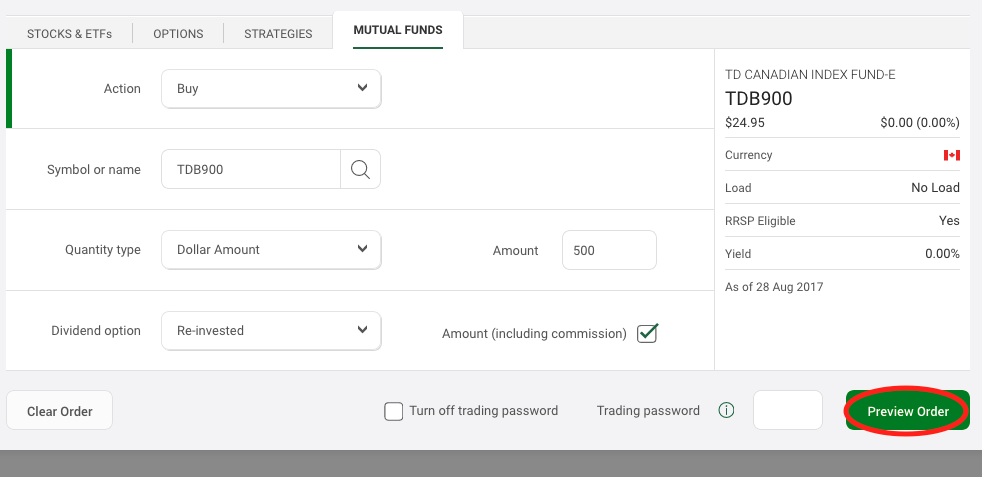 STOCKS & ETFs OPTIONS STRATEGIES MUTUAL FUNDS
Action Buy
Symbol or name TDB900
Quantity type Dollar Amount Amount 500
Dividend option Re-invested Amount (including commission)
TD CANADIAN INDEX FUND-E
TDB900
$24.95 $0.00 (0.00%)
Currency
Load No Load
RRSP Eligible Yes
Yield 0.00%
As of 28 Aug 2017
Clear Order Turn off trading password Trading password Preview Order